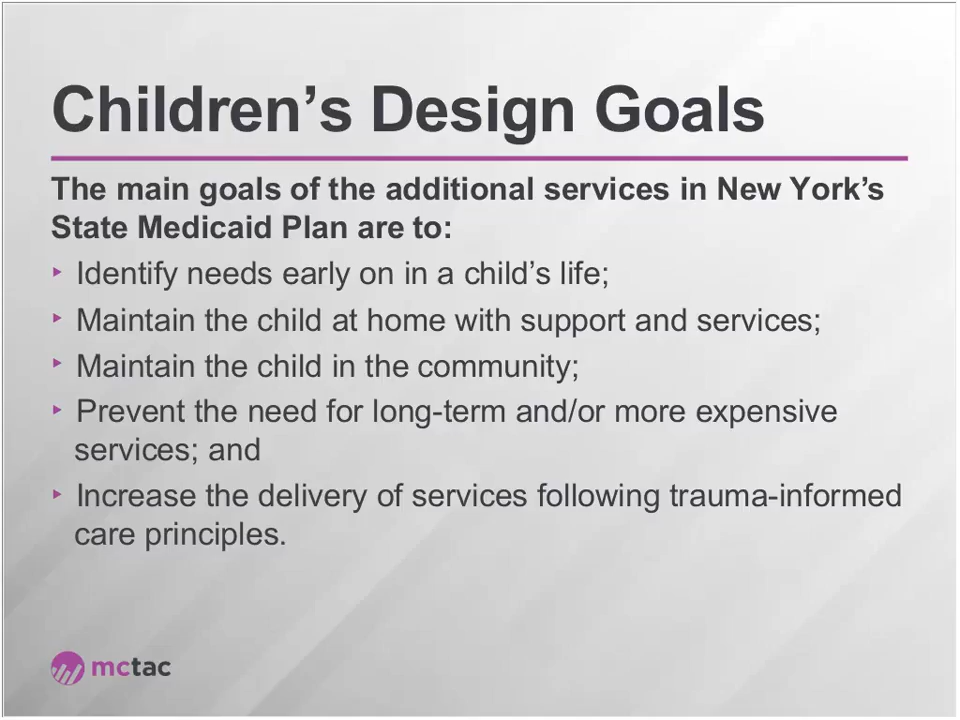 Children’s Design Goals
The main goals of the additional services in New York’s
State Medicaid Plan are to:
‣ Identify needs early on in a child’s life;
‣ Maintain the child at home with support and services;
‣ Maintain the child in the community;
‣ Prevent the need for long-term and/or more expensive
services; and
‣ Increase the delivery of services following trauma-informed
care principles.
mctac